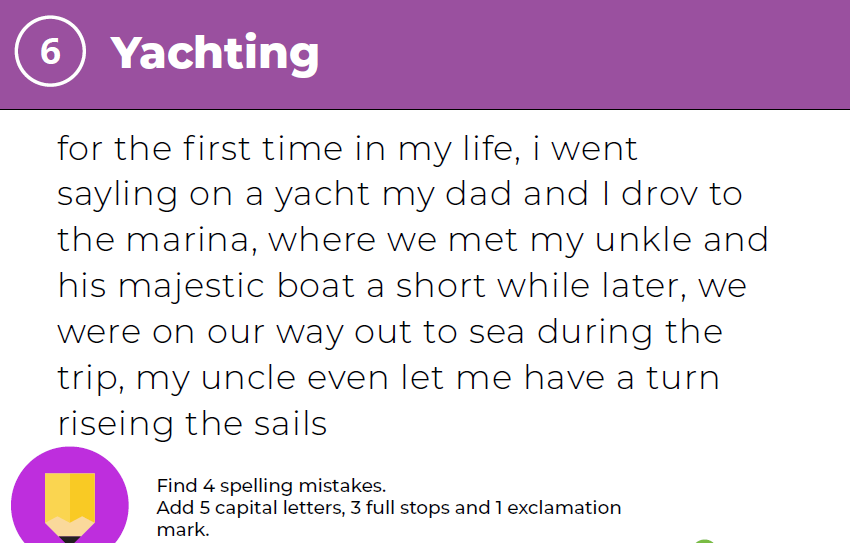 6 Yachting
for the first time in my life, i went
sayling on a yacht my dad and I drov to
the marina, where we met my unkle and
his majestic boat a short while later, we
were on our way out to sea during the
trip, my uncle even let me have a turn
riseing the sails
Find 4 spelling mistakes.
Add 5 capital letters, 3 full stops and 1 exclamation
mark.